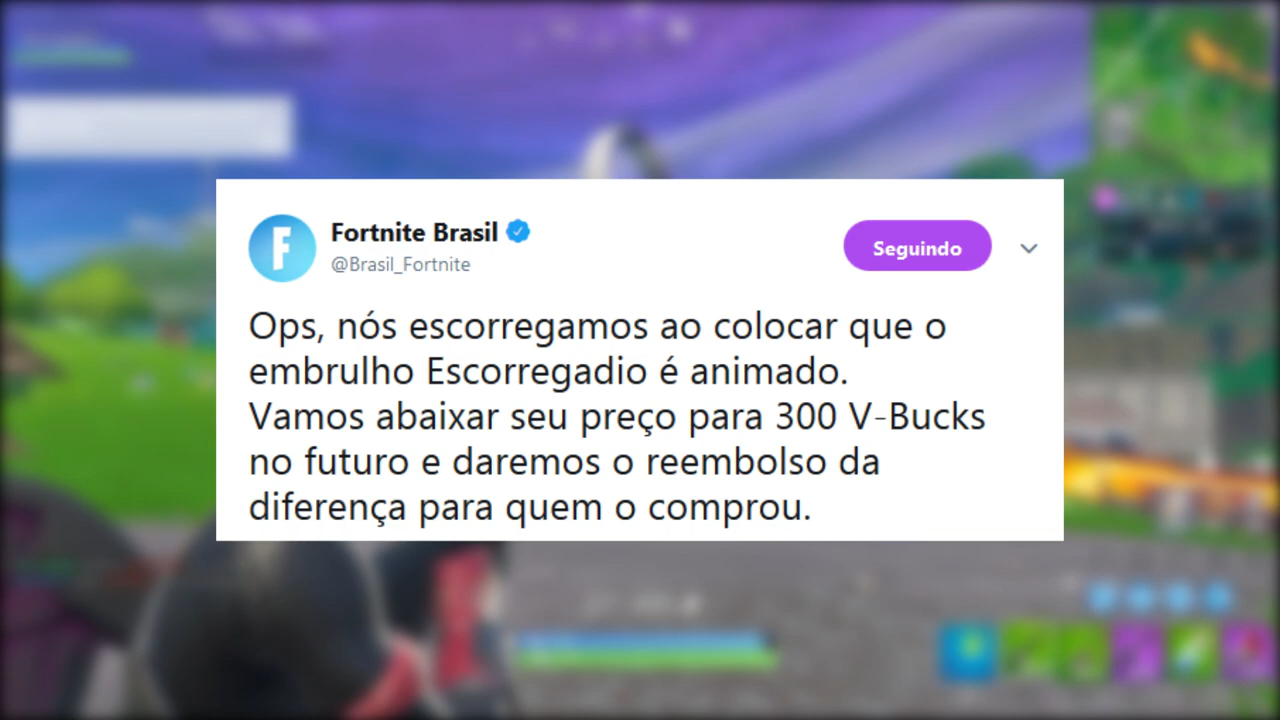 Fortnite Brasil
@Brasil_Fortnite
Seguindo
Ops, nós escorregamos ao colocar que o
embrulho Escorregadio é animado.
Vamos abaixar seu preço para 300 V-Bucks
no futuro e daremos o reembolso da
diferença para quem o comprou.